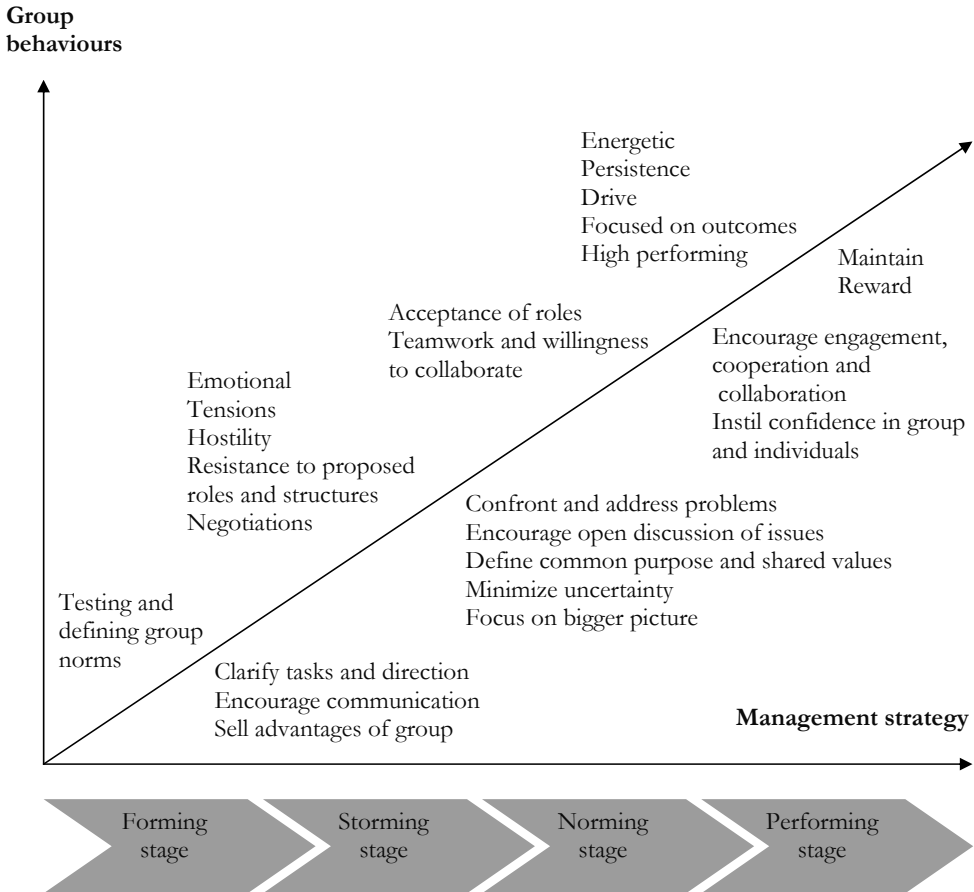 Group
behaviours
Energetic
Persistence
Drive
Focused on outcomes
High performing
Maintain
Reward
Acceptance of roles
Teamwork and willingness
to collaborate
Encourage engagement,
cooperation and
collaboration
Instil confidence in group
and individuals
Emotional
Tensions
Hostility
Resistance to proposed
roles and structures
Negotiations
Confront and address problems
Encourage open discussion of issues
Define common purpose and shared values
Minimize uncertainty
Focus on bigger picture
Testing and
defining group
norms
Clarify tasks and direction
Encourage communication
Sell advantages of group
Management strategy
Forming
stage
Storming
stage
Norming
stage
Performing
stage